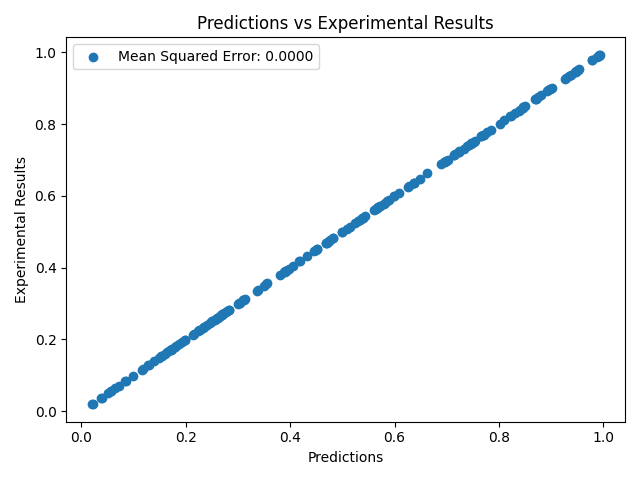 Predictions vs Experimental Results
Mean Squared Error: 0.0000
Experimental Results
1.0
0.8
0.6
0.4
0.2
0.0
0.0 0.2 0.4 0.6 0.8 1.0
Predictions